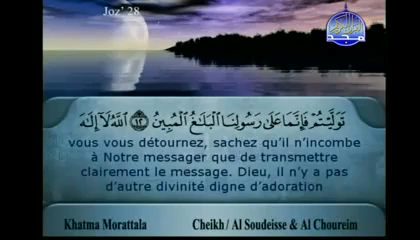 Joz' 28
تَوَلَّيْتُمْ فَإِنَّمَا عَلَىٰ رَسُولِنَا الْبَلَاغُ الْمُبِينُ ١٢ اللَّهُ لَا إِلَٰهَ
vous vous détournez, sachez qu'il n'incombe
à Notre messager que de transmettre
clairement le message. Dieu, il n'y a pas
d'autre divinité digne d'adoration
Khatma Morattala
Cheikh/ Al Soudeisse & Al Choureim